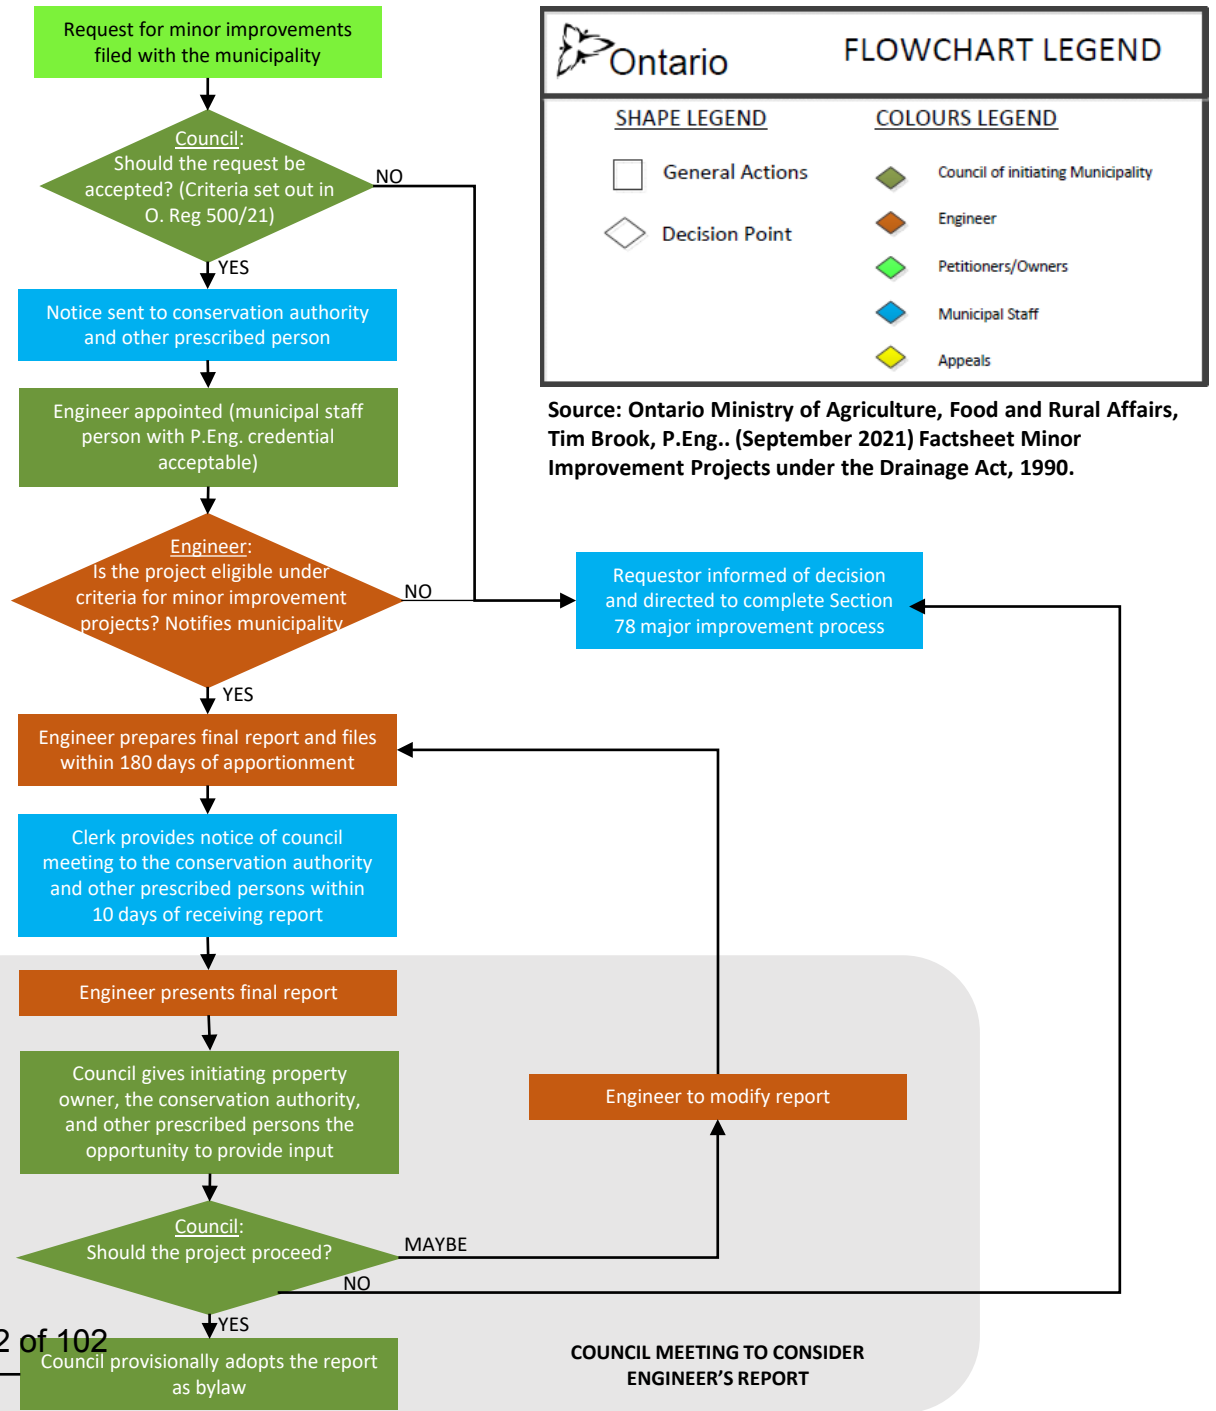 Request for minor improvements
filed with the municipality
Council:
Should the request be
accepted? (Criteria set out in
O. Reg 500/21)
NO
YES
Notice sent to conservation authority
and other prescribed person
Engineer appointed (municipal staff
person with P.Eng. credential
acceptable)
Engineer:
Is the project eligible under
criteria for minor improvement
projects? Notifies municipality
NO
YES
Requestor informed of decision
and directed to complete Section
78 major improvement process
Engineer prepares final report and files
within 180 days of apportionment
Clerk provides notice of council
meeting to the conservation authority
and other prescribed persons within
10 days of receiving report
Engineer presents final report
Council gives initiating property
owner, the conservation authority,
and other prescribed persons the
opportunity to provide input
Engineer to modify report
Council:
Should the project proceed?
MAYBE
NO
YES
2 of 102
Council provisionally adopts the report
as bylaw
COUNCIL MEETING TO CONSIDER
ENGINEER'S REPORT
Ontario
FLOWCHART LEGEND
SHAPE LEGEND
General Actions
Decision Point
COLOURS LEGEND
Council of initiating Municipality
Engineer
Petitioners/Owners
Municipal Staff
Appeals
Source: Ontario Ministry of Agriculture, Food and Rural Affairs,
Tim Brook, P.Eng.. (September 2021) Factsheet Minor
Improvement Projects under the Drainage Act, 1990.